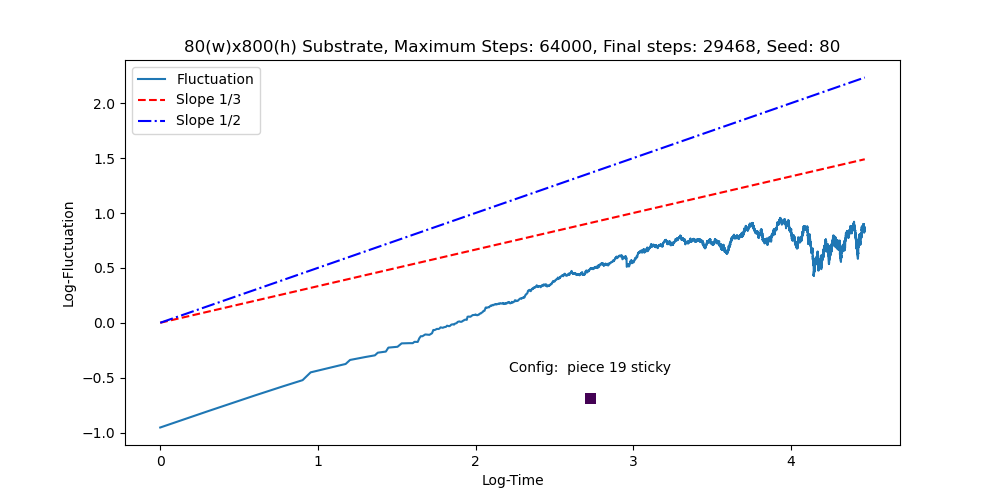 80(w)x800(h) Substrate, Maximum Steps: 64000, Final steps: 29468, Seed: 80
Fluctuation
Slope 1/3
Slope 1/2
Log-Fluctuation
2.0
1.5
1.0
0.5
0.0
−0.5
−1.0
Config:  piece 19 sticky
0 1 2 3 4
Log-Time